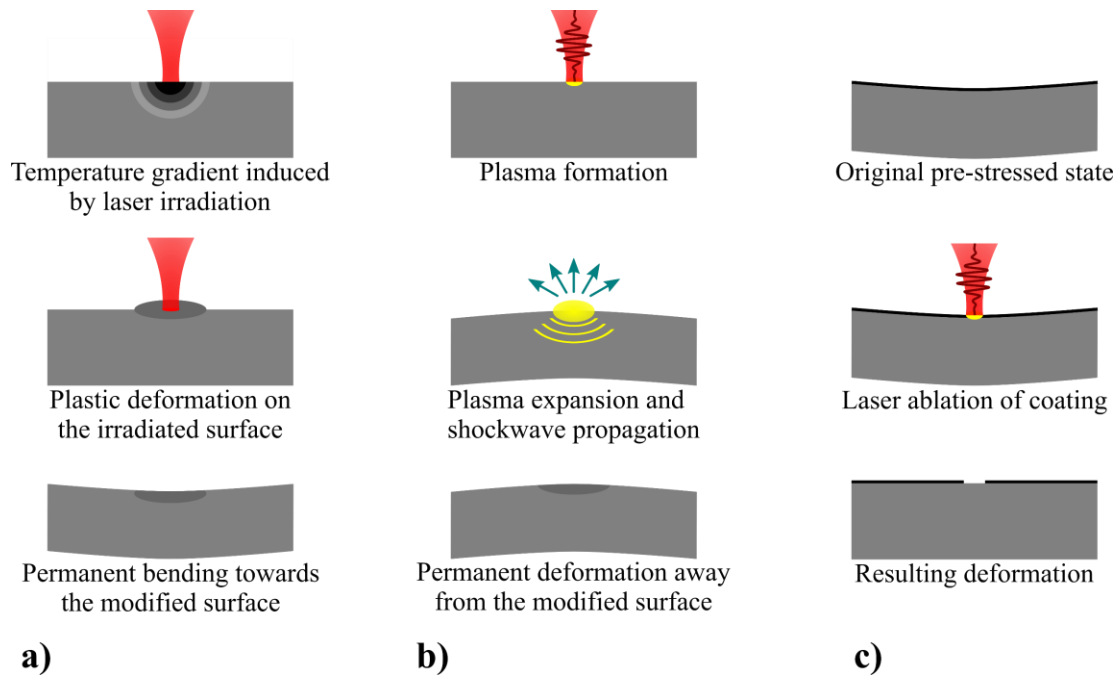 Temperature gradient induced
by laser irradiation
Plastic deformation on
the irradiated surface
Permanent bending towards
the modified surface
a)
Plasma formation
Plasma expansion and
shockwave propagation
Permanent deformation away
from the modified surface
b)
Original pre-stressed state
Laser ablation of coating
Resulting deformation
c)